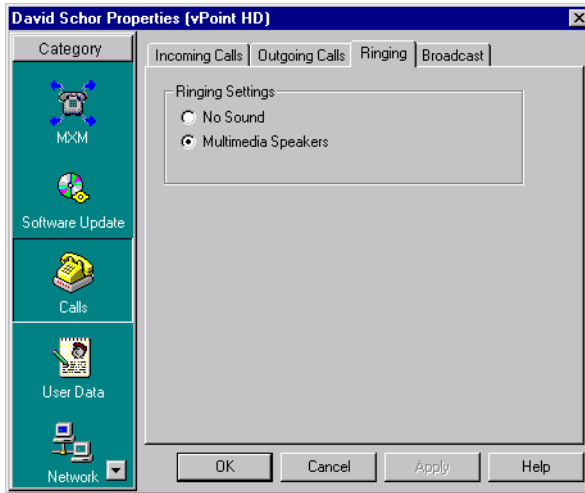 David Schor Properties (vPoint HD)
Category
MXM
Software Update
Calls
User Data
Network
Incoming Calls
Outgoing Calls
Ringing
Broadcast
Ringing Settings
No Sound
Multimedia Speakers
OK
Cancel
Apply
Help